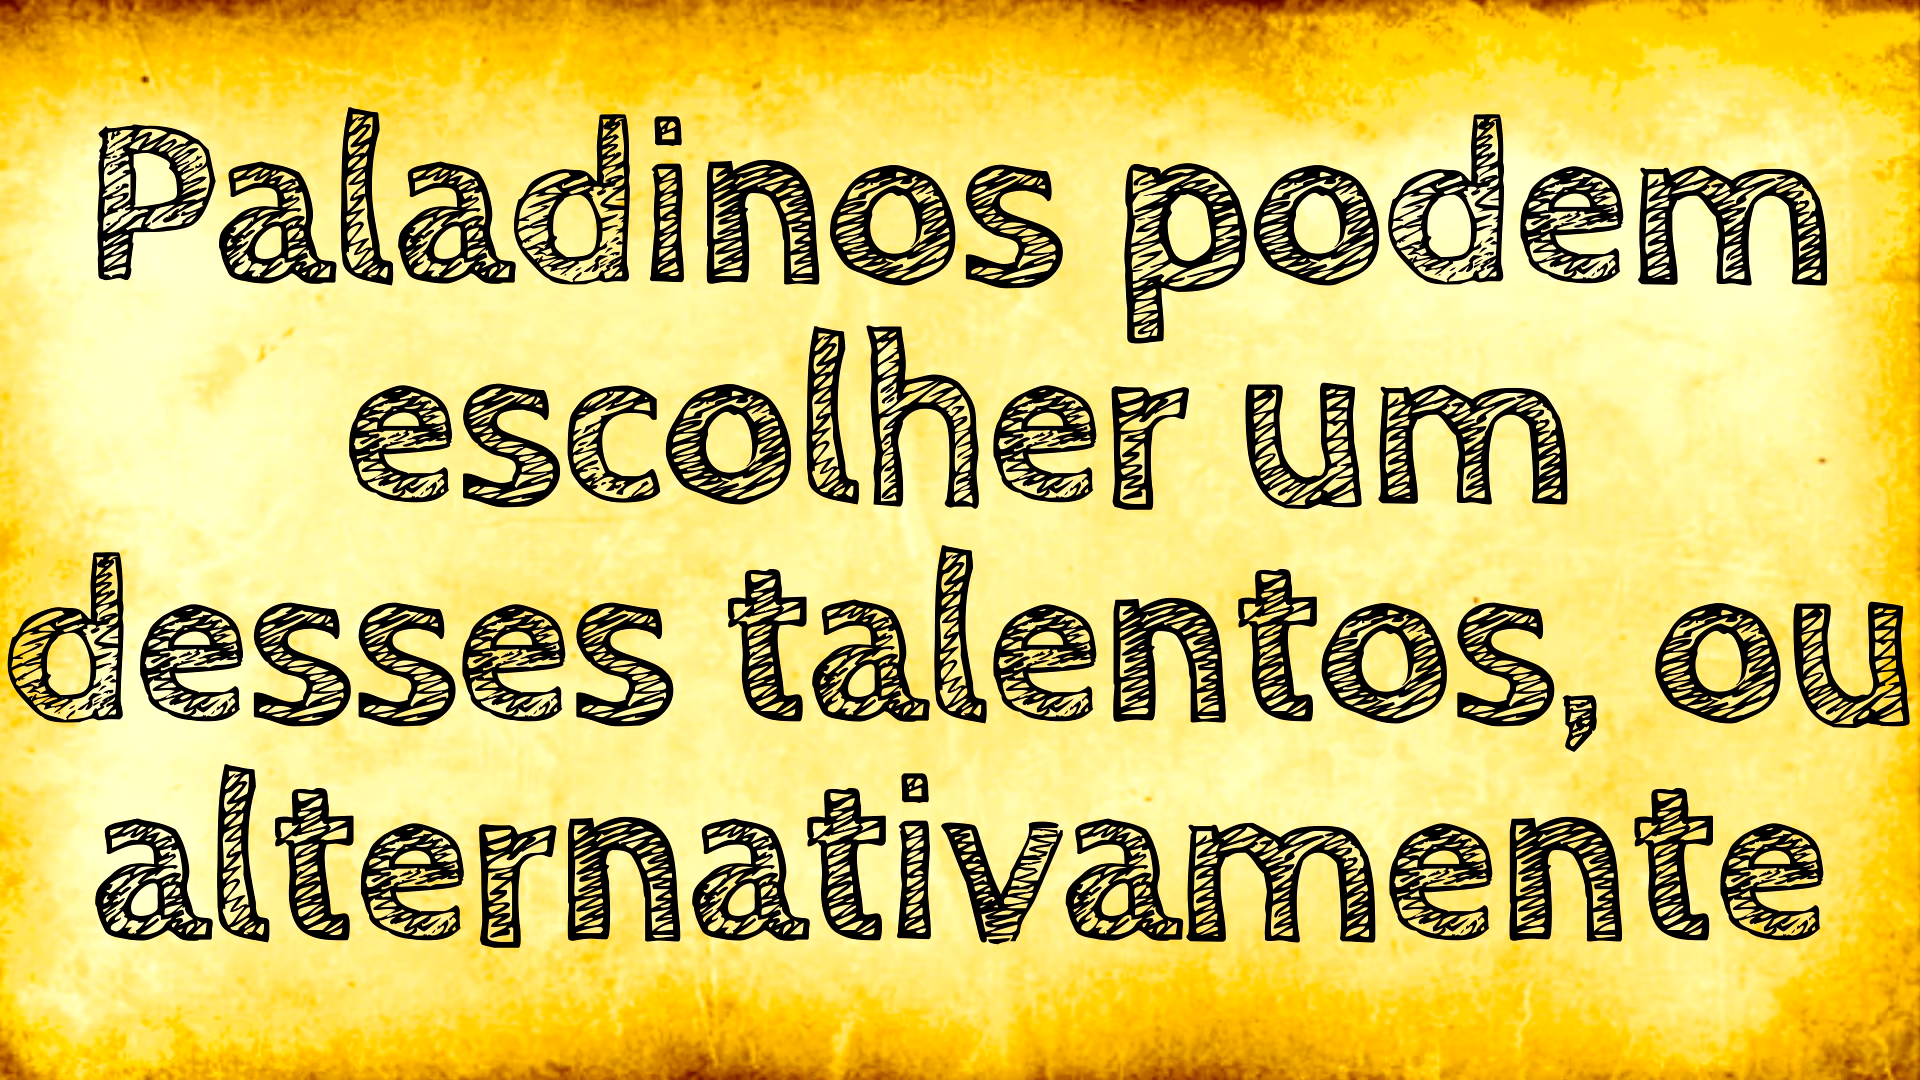 Paladinos podem
escolher um
desses talentos, ou
alternativamente